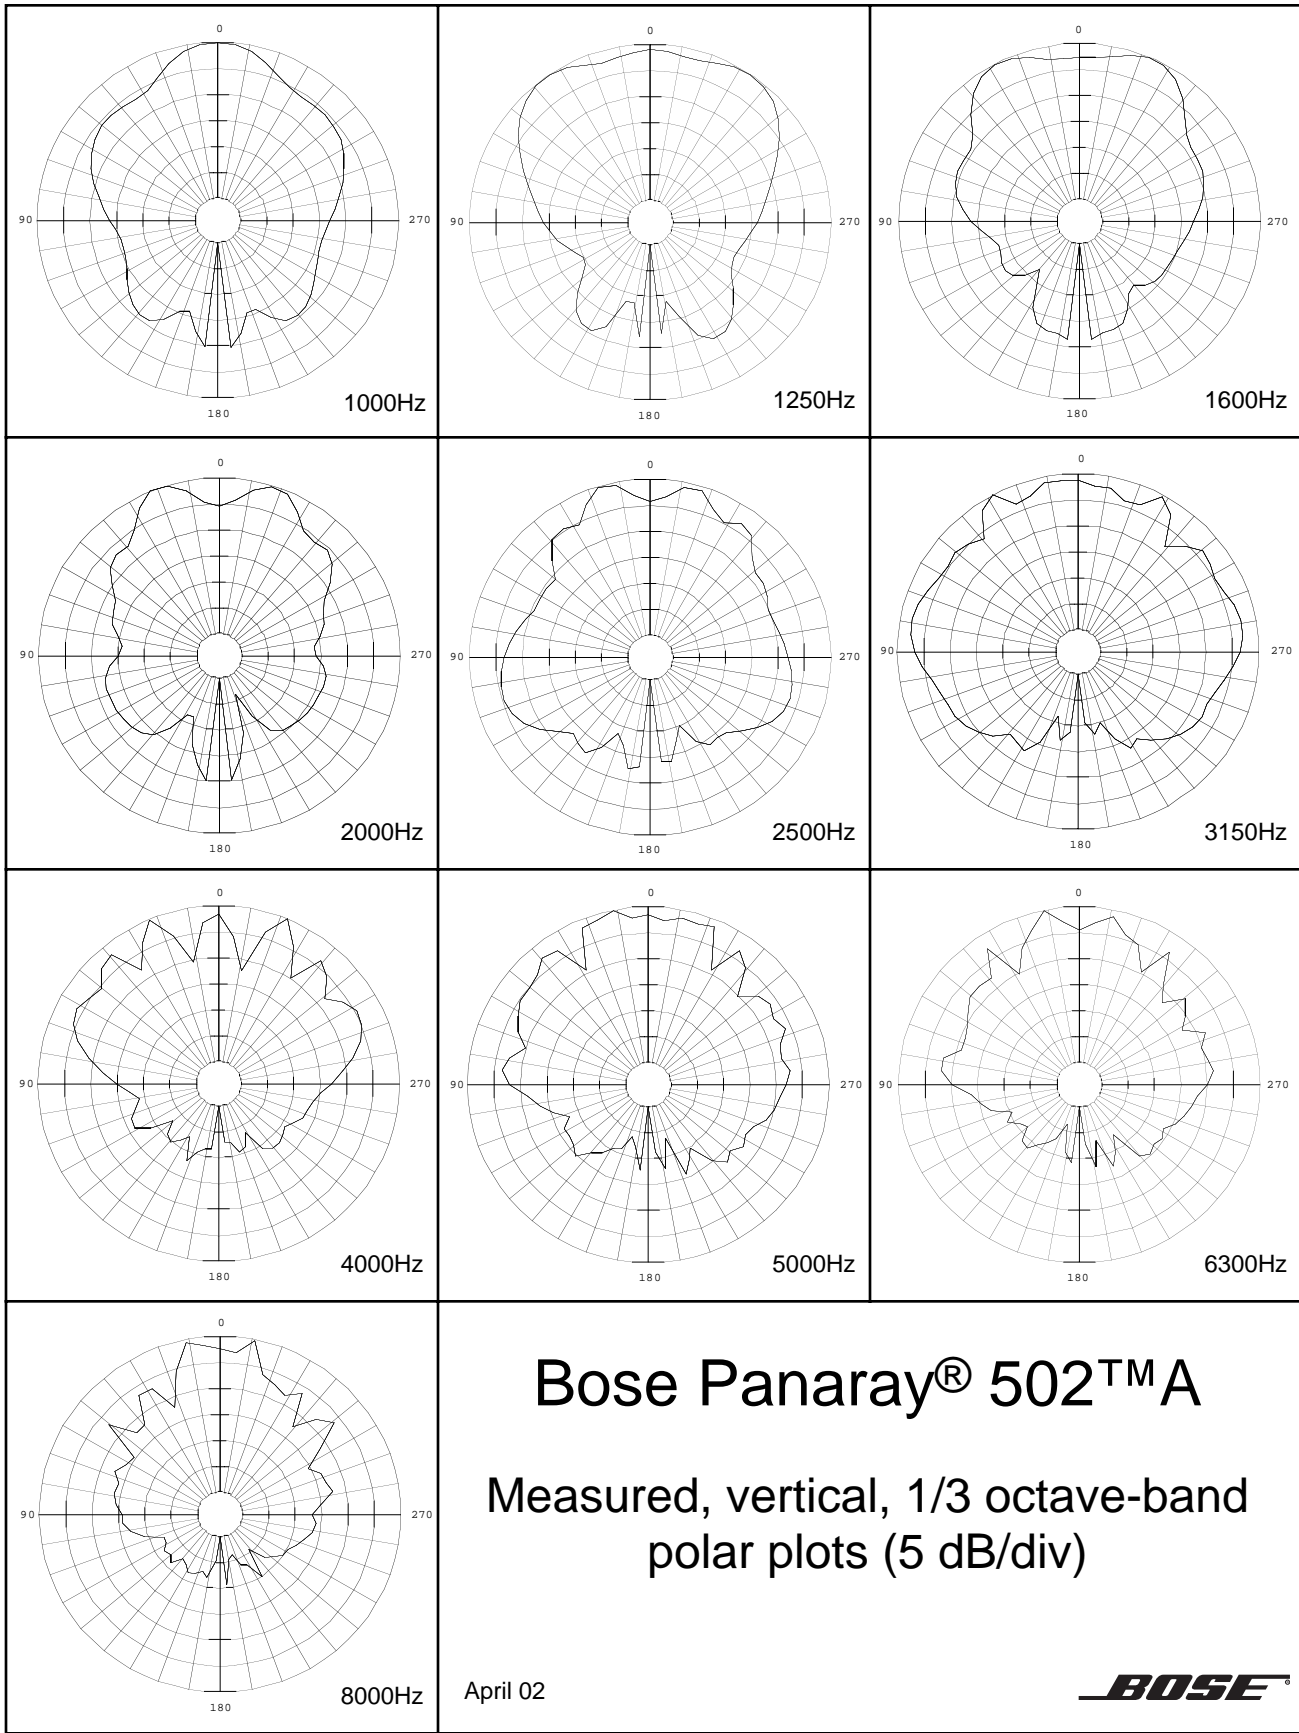 0
90
270
180
1000Hz
0
90
270
180
1250Hz
0
90
270
180
1600Hz
0
90
270
180
2000Hz
0
90
270
180
2500Hz
0
90
270
180
3150Hz
0
90
270
180
4000Hz
0
90
270
180
5000Hz
0
90
270
180
6300Hz
0
90
270
180
8000Hz
Bose Panaray® 502™A
Measured, vertical, 1/3 octave-band
polar plots (5 dB/div)
April 02
BOSE®